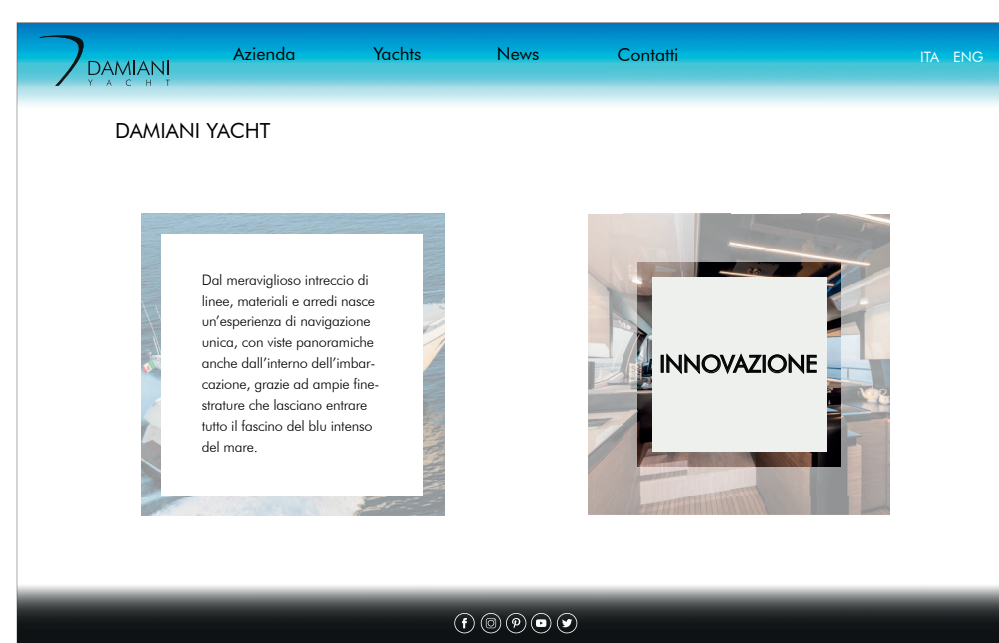 DAMIANI
YACHT
Azienda
Yachts
News
Contatti
ITA ENG
DAMIANI YACHT
Dal meraviglioso intreccio di
linee, materiali e arredi nasce
un’esperienza di navigazione
unica, con viste panoramiche
anche dall’interno dell’imbar-
cazione, grazie ad ampie fine-
strature che lasciano entrare
tutto il fascino del blu intenso
del mare.
INNOVAZIONE